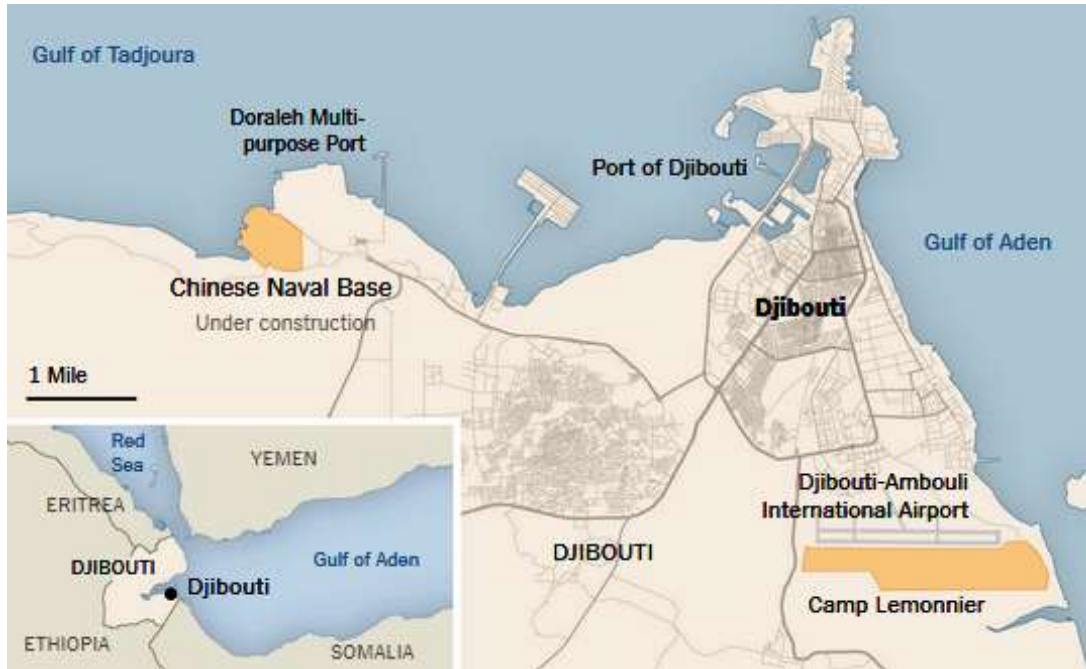 Gulf of Tadjoura
Doraleh Multi-
purpose Port
Port of Djibouti
Gulf of Aden
Chinese Naval Base
Under construction
Djibouti
1 Mile
Djibouti-Ambouli
International Airport
DJIBOUTI
Camp Lemonnier
Red
Sea
YEMEN
ERITREA
Gulf of Aden
DJIBOUTI
Djibouti
ETHIOPIA
SOMALIA